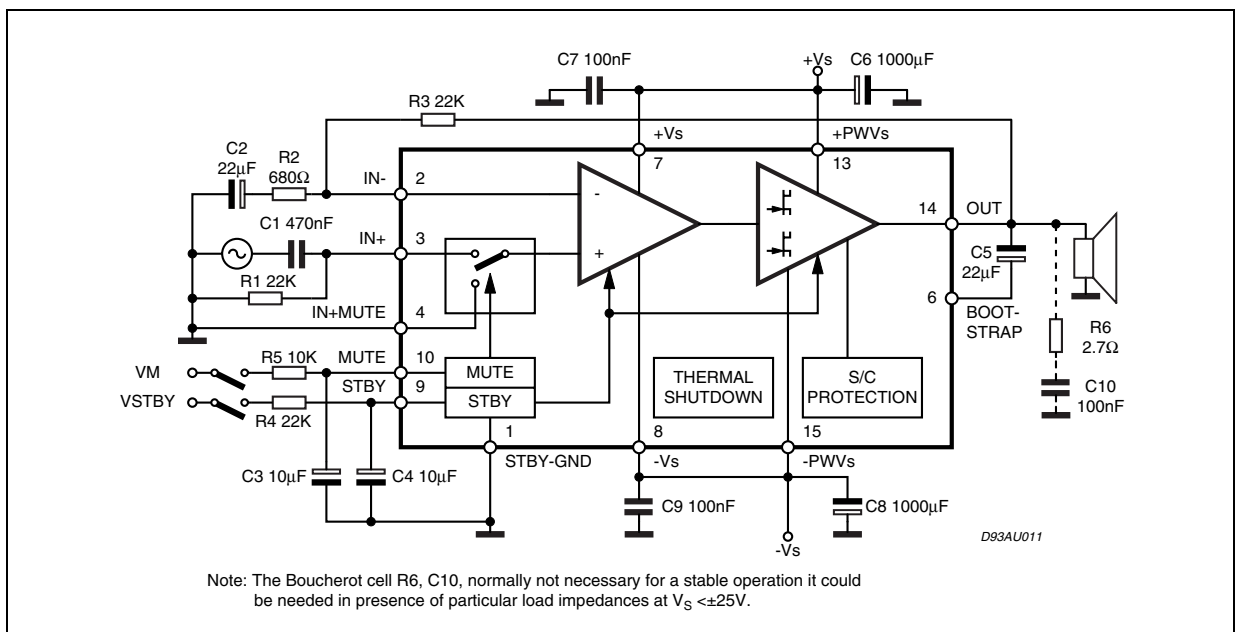 C7 100nF
+Vs
C6 1000µF
R3 22K
+Vs
+PWVs
C2
22µF
R2
680Ω
IN-
2
7
13
-
C1 470nF
IN+
3
14
OUT
+
C5
22µF
R1 22K
IN+MUTE
4
6
BOOT-
STRAP
R6
2.7Ω
VM
R5 10K
MUTE
10
MUTE
THERMAL
SHUTDOWN
S/C
PROTECTION
C10
100nF
VSTBY
STBY
9
STBY
R4 22K
1
8
15
STBY-GND
-Vs
-PWVs
C3 10µF
C4 10µF
C9 100nF
C8 1000µF
-Vs
D93AU011
Note: The Boucherot cell R6, C10, normally not necessary for a stable operation it could
be needed in presence of particular load impedances at VS <±25V.